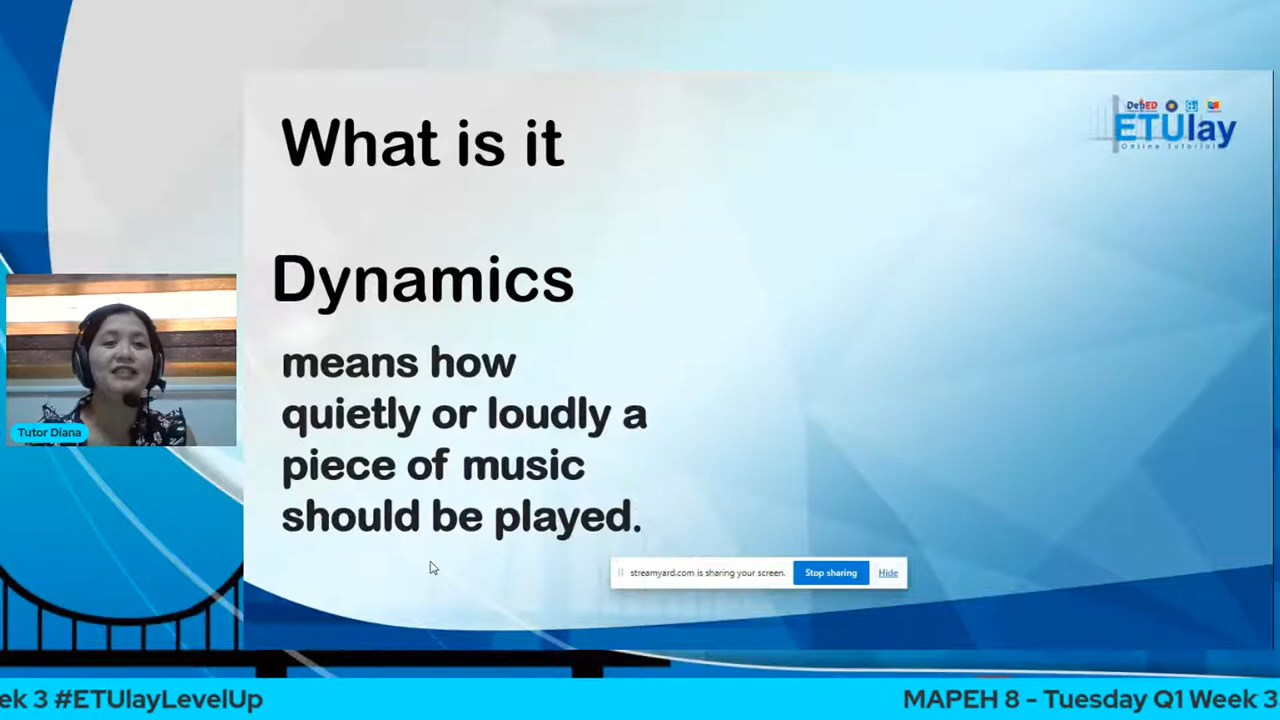 What is it
DepED
ETUlay
Online Tutorial
Dynamics
means how
quietly or loudly a
piece of music
should be played.
Tutor Diana
streamyard.com is sharing your screen. Stop sharing Hide
ek 3 #ETUlayLevelUp
MAPEH 8 - Tuesday Q1 Week 3